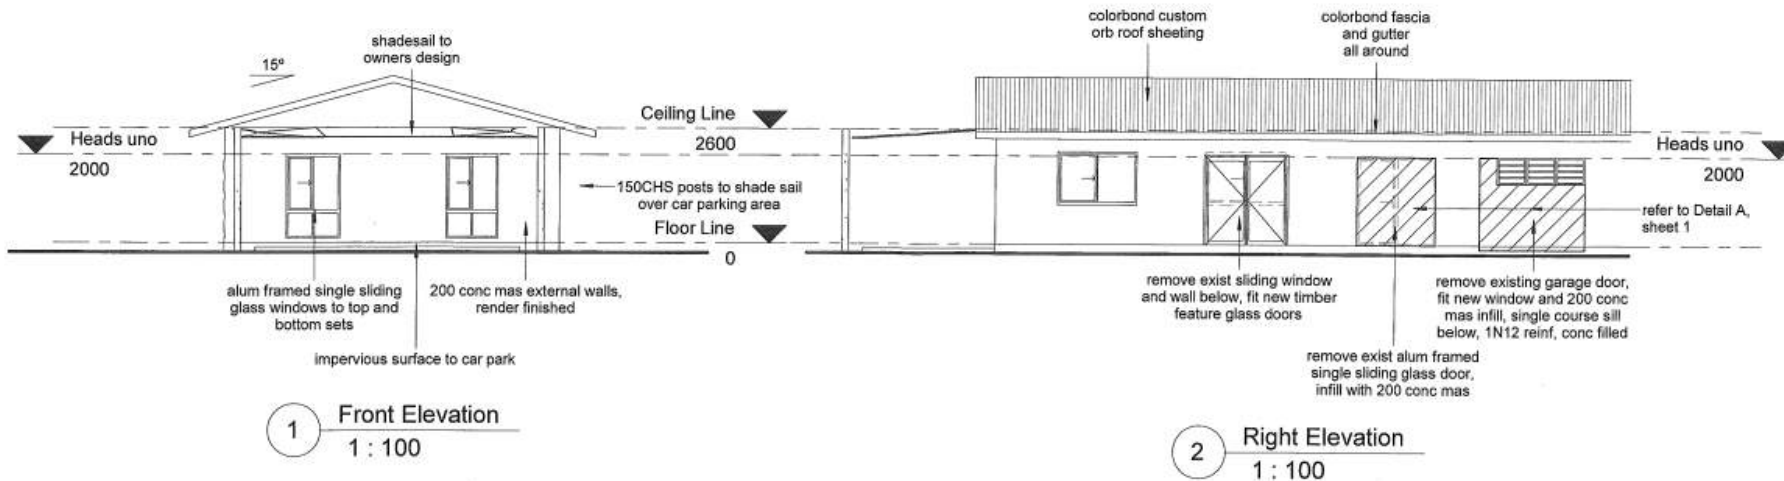 shadesail to
owners design
15°
Heads uno
2000
Ceiling Line
2600
150CHS posts to shade sail
over car parking area
Floor Line
0
alum framed single sliding
glass windows to top and
bottom sets
200 conc mas external walls,
render finished
impervious surface to car park
1
Front Elevation
1 : 100
colorbond custom
orb roof sheeting
colorbond fascia
and gutter
all around
Heads uno
2000
refer to Detail A,
sheet 1
remove exist sliding window
and wall below, fit new timber
feature glass doors
remove existing garage door,
fit new window and 200 conc
mas infill, single course sill
below, 1N12 reinf, conc filled
remove exist alum framed
single sliding glass door,
infill with 200 conc mas
2
Right Elevation
1 : 100